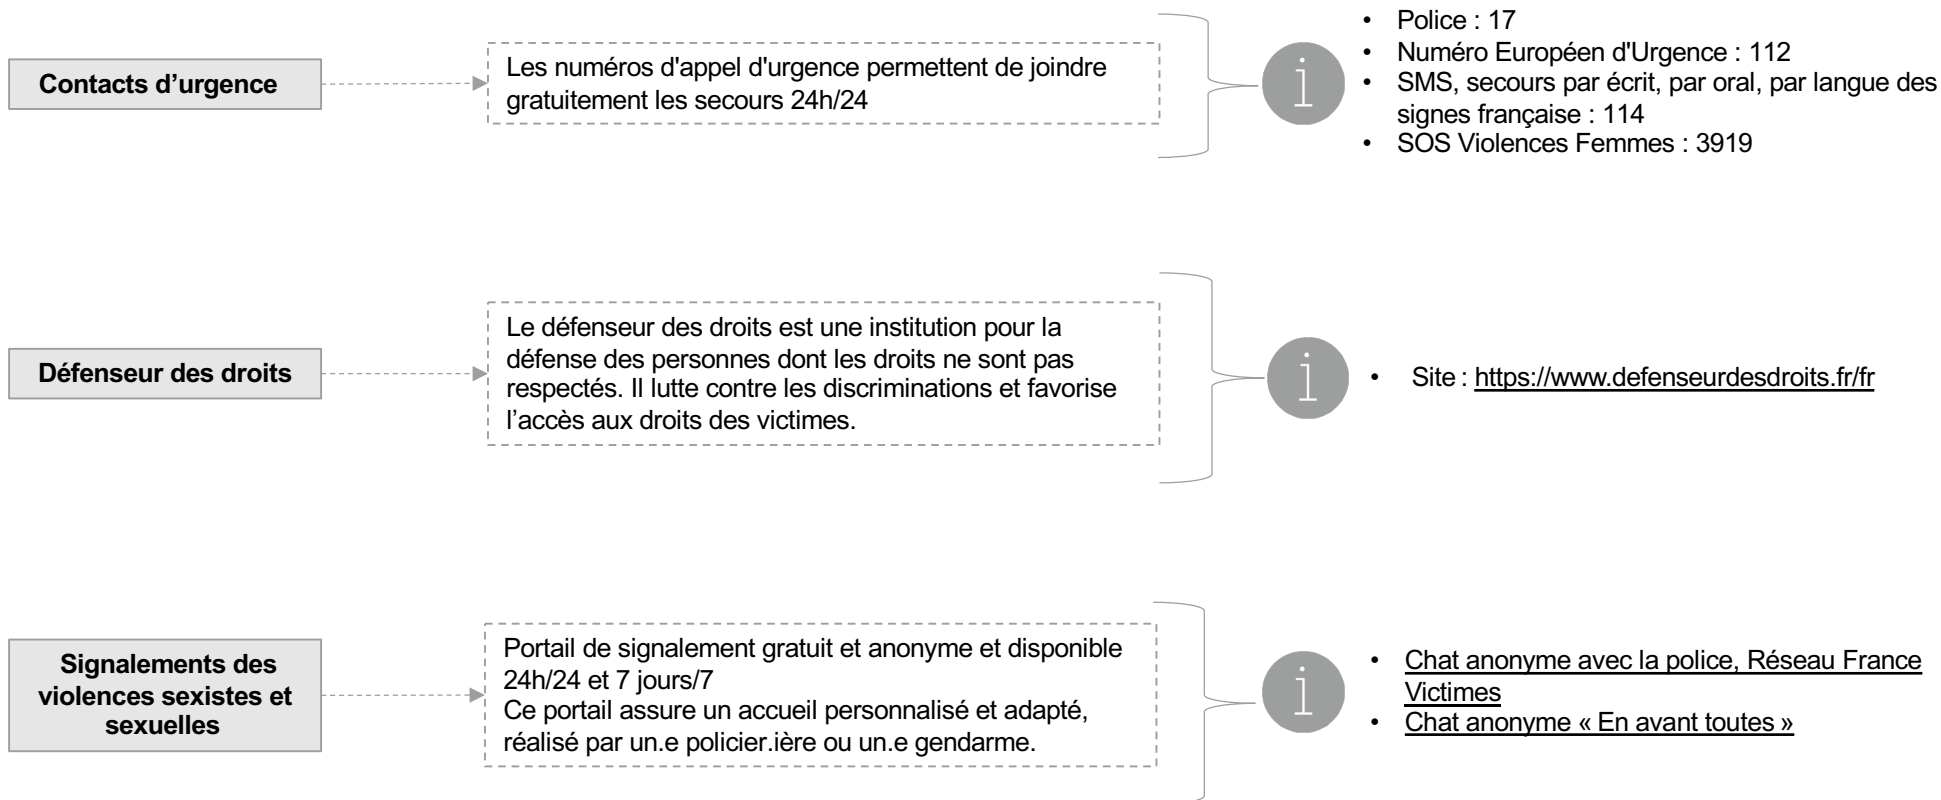 Contacts d’urgence
Les numéros d'appel d'urgence permettent de joindre
gratuitement les secours 24h/24
• Police : 17
• Numéro Européen d'Urgence : 112
• SMS, secours par écrit, par oral, par langue des
signes française : 114
• SOS Violences Femmes : 3919
Défenseur des droits
Le défenseur des droits est une institution pour la
défense des personnes dont les droits ne sont pas
respectés. Il lutte contre les discriminations et favorise
l’accès aux droits des victimes.
• Site : https://www.defenseurdesdroits.fr/fr
Signalements des
violences sexistes et
sexuelles
Portail de signalement gratuit et anonyme et disponible
24h/24 et 7 jours/7
Ce portail assure un accueil personnalisé et adapté,
réalisé par un.e policier.ière ou un.e gendarme.
• Chat anonyme avec la police, Réseau France
Victimes
• Chat anonyme « En avant toutes »